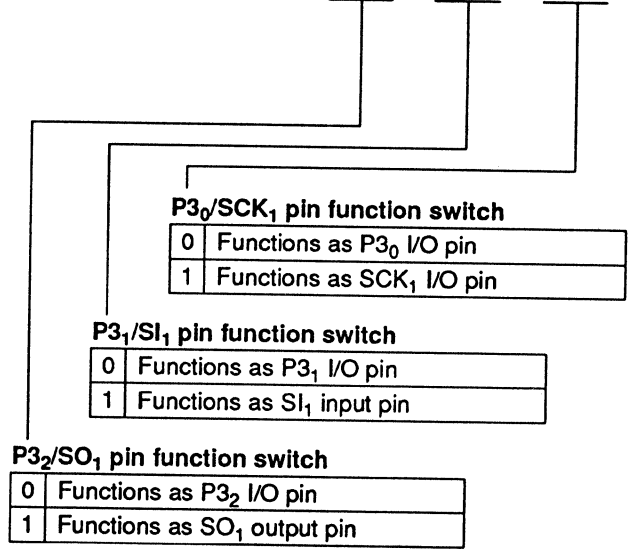 P3₀/SCK₁ pin function switch
0 Functions as P3₀ I/O pin
1 Functions as SCK₁ I/O pin
P3₁/SI₁ pin function switch
0 Functions as P3₁ I/O pin
1 Functions as SI₁ input pin
P3₂/SO₁ pin function switch
0 Functions as P3₂ I/O pin
1 Functions as SO₁ output pin